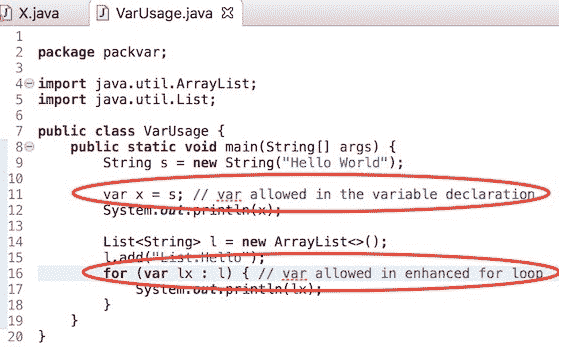 X.java VarUsage.java
1
2 package packvar;
3
4 import java.util.ArrayList;
5 import java.util.List;
6
7 public class VarUsage {
8 public static void main(String[] args) {
9 String s = new String("Hello World");
10
11 var x = s; // var allowed in the variable declaration
12 System.out.println(x);
13
14 List<String> l = new ArrayList<>();
15 l.add("List:Hello");
16 for (var lx : l) { // var allowed in enhanced for loop
17 System.out.println(lx);
18 }
19 }
20 }